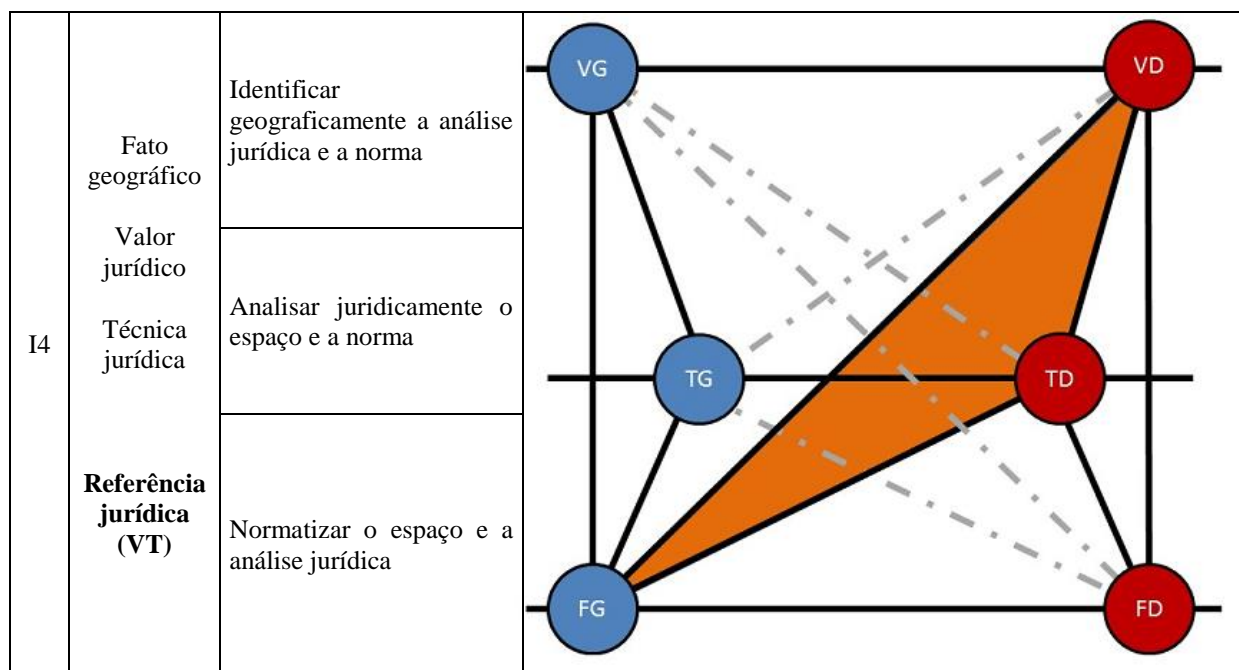 I4
Fato
geográfico
Valor
jurídico
Técnica
jurídica
Referência
jurídica
(VT)
Identificar
geograficamente a análise
jurídica e a norma
Analisar juridicamente o
espaço e a norma
Normatizar o espaço e a
análise jurídica
VG
VD
TG
TD
FG
FD